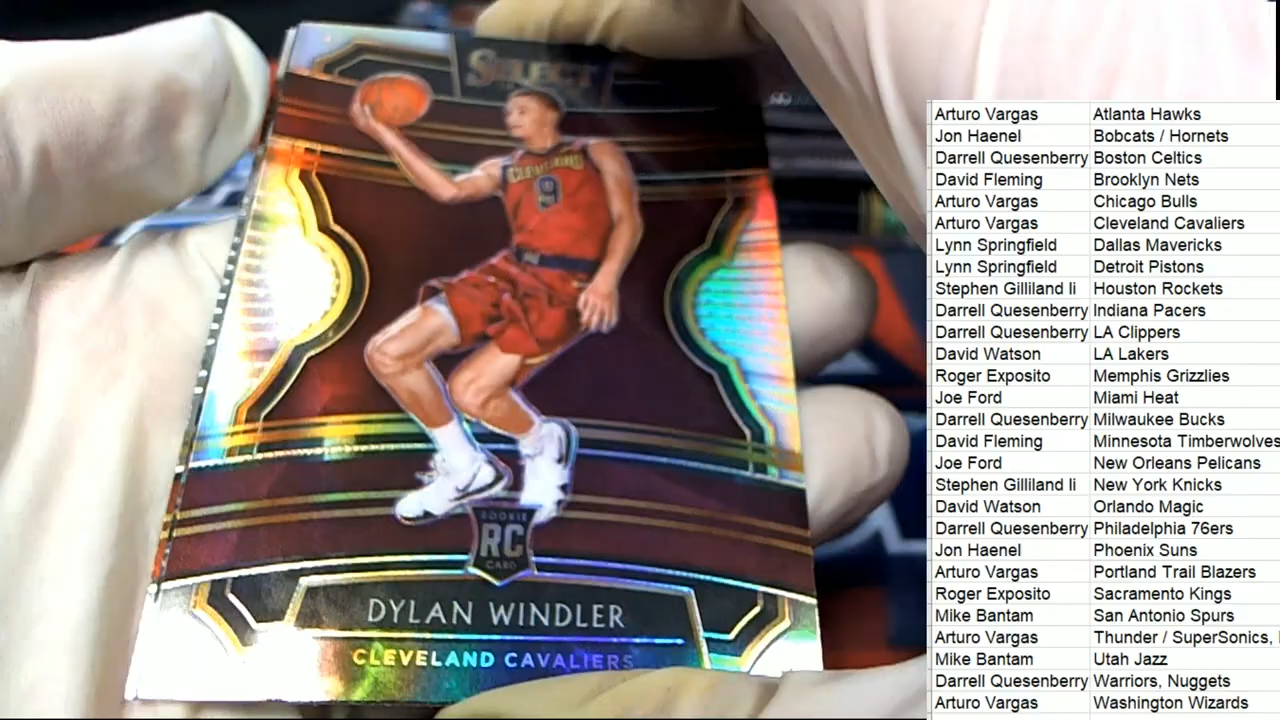 SELECT
CLEVELAND
9
ROOKIE
RC
CARD
DYLAN WINDLER
CLEVELAND CAVALIERS
Arturo Vargas Atlanta Hawks
Jon Haenel Bobcats / Hornets
Darrell Quesenberry Boston Celtics
David Fleming Brooklyn Nets
Arturo Vargas Chicago Bulls
Arturo Vargas Cleveland Cavaliers
Lynn Springfield Dallas Mavericks
Lynn Springfield Detroit Pistons
Stephen Gilliland Ii Houston Rockets
Darrell Quesenberry Indiana Pacers
Darrell Quesenberry LA Clippers
David Watson LA Lakers
Roger Exposito Memphis Grizzlies
Joe Ford Miami Heat
Darrell Quesenberry Milwaukee Bucks
David Fleming Minnesota Timberwolves
Joe Ford New Orleans Pelicans
Stephen Gilliland Ii New York Knicks
David Watson Orlando Magic
Darrell Quesenberry Philadelphia 76ers
Jon Haenel Phoenix Suns
Arturo Vargas Portland Trail Blazers
Roger Exposito Sacramento Kings
Mike Bantam San Antonio Spurs
Arturo Vargas Thunder / SuperSonics,
Mike Bantam Utah Jazz
Darrell Quesenberry Warriors, Nuggets
Arturo Vargas Washington Wizards